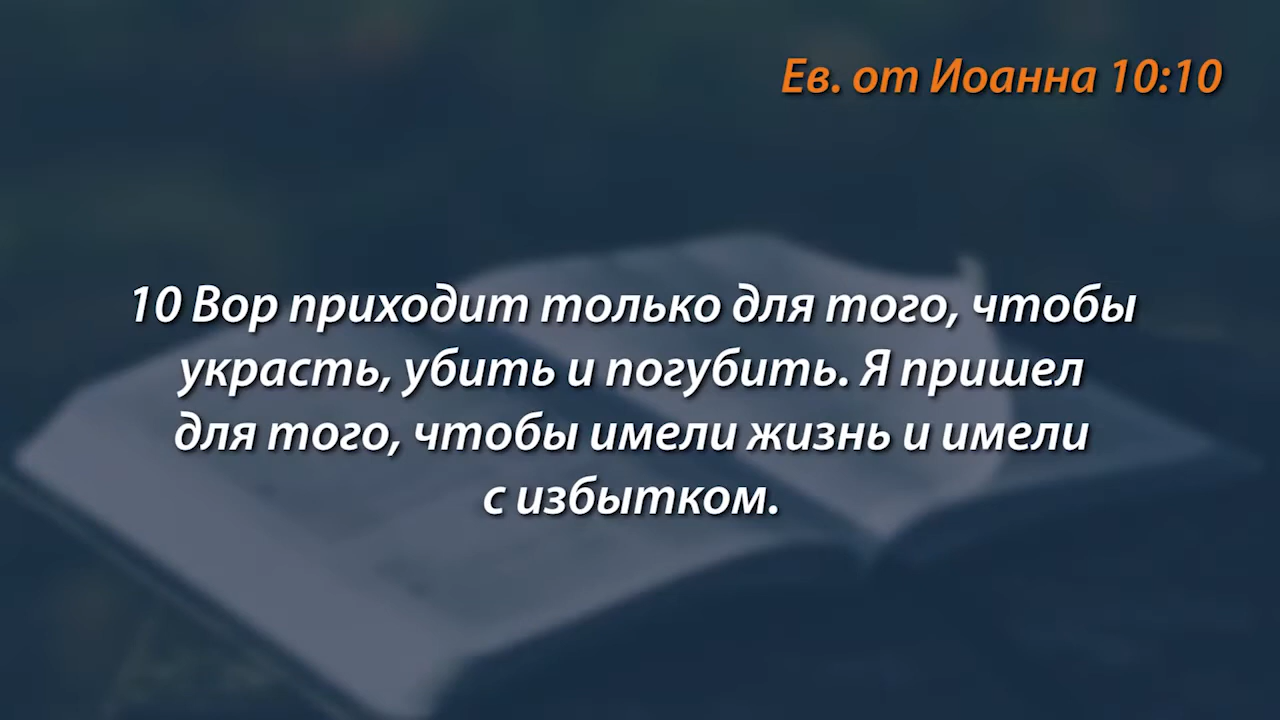 Ев. от Иоанна 10:10
10 Вор приходит только для того, чтобы
украсть, убить и погубить. Я пришел
для того, чтобы имели жизнь и имели
с избытком.